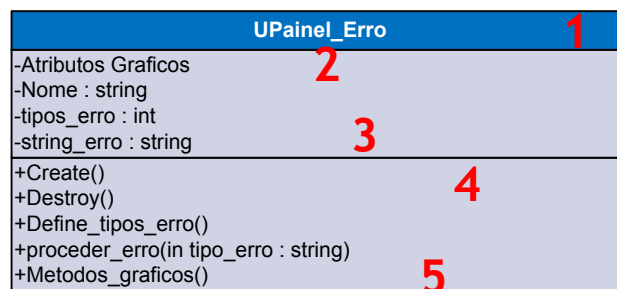 UPainel_Erro 1
-Atributos Graficos 2
-Nome : string
-tipos_erro : int
-string_erro : string 3
+Create() 4
+Destroy()
+Define_tipos_erro()
+proceder_erro(in tipo_erro : string)
+Metodos_graficos() 5